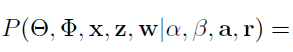 P(Θ, Φ, x, z, w|α, β, a, r) =